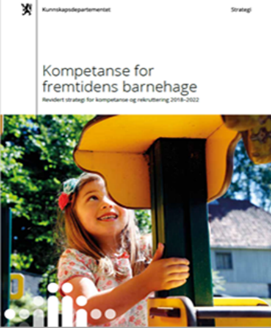 Kunnskapsdepartementet
Strategi
Kompetanse for
fremtidens barnehage
Revidert strategi for kompetanse og rekruttering 2018–2022